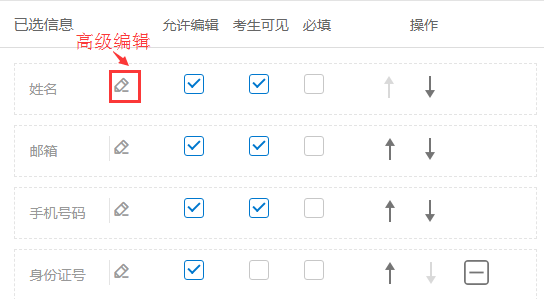 已选信息 允许编辑 考生可见 必填 操作
高级编辑
姓名
邮箱
手机号码
身份证号